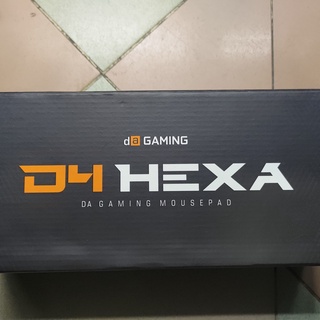 da GAMING
D4 HEXA
DA GAMING MOUSEPAD